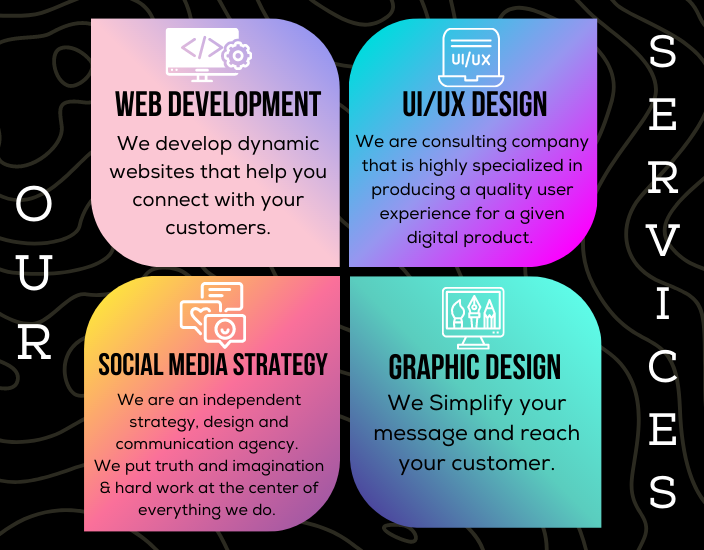 OUR
SERVICES
</>
WEB DEVELOPMENT
We develop dynamic
websites that help you
connect with your
customers.
UI/UX
UI/UX DESIGN
We are consulting company
that is highly specialized in
producing a quality user
experience for a given
digital product.
SOCIAL MEDIA STRATEGY
We are an independent
strategy, design and
communication agency.
We put truth and imagination
& hard work at the center of
everything we do.
GRAPHIC DESIGN
We Simplify your
message and reach
your customer.